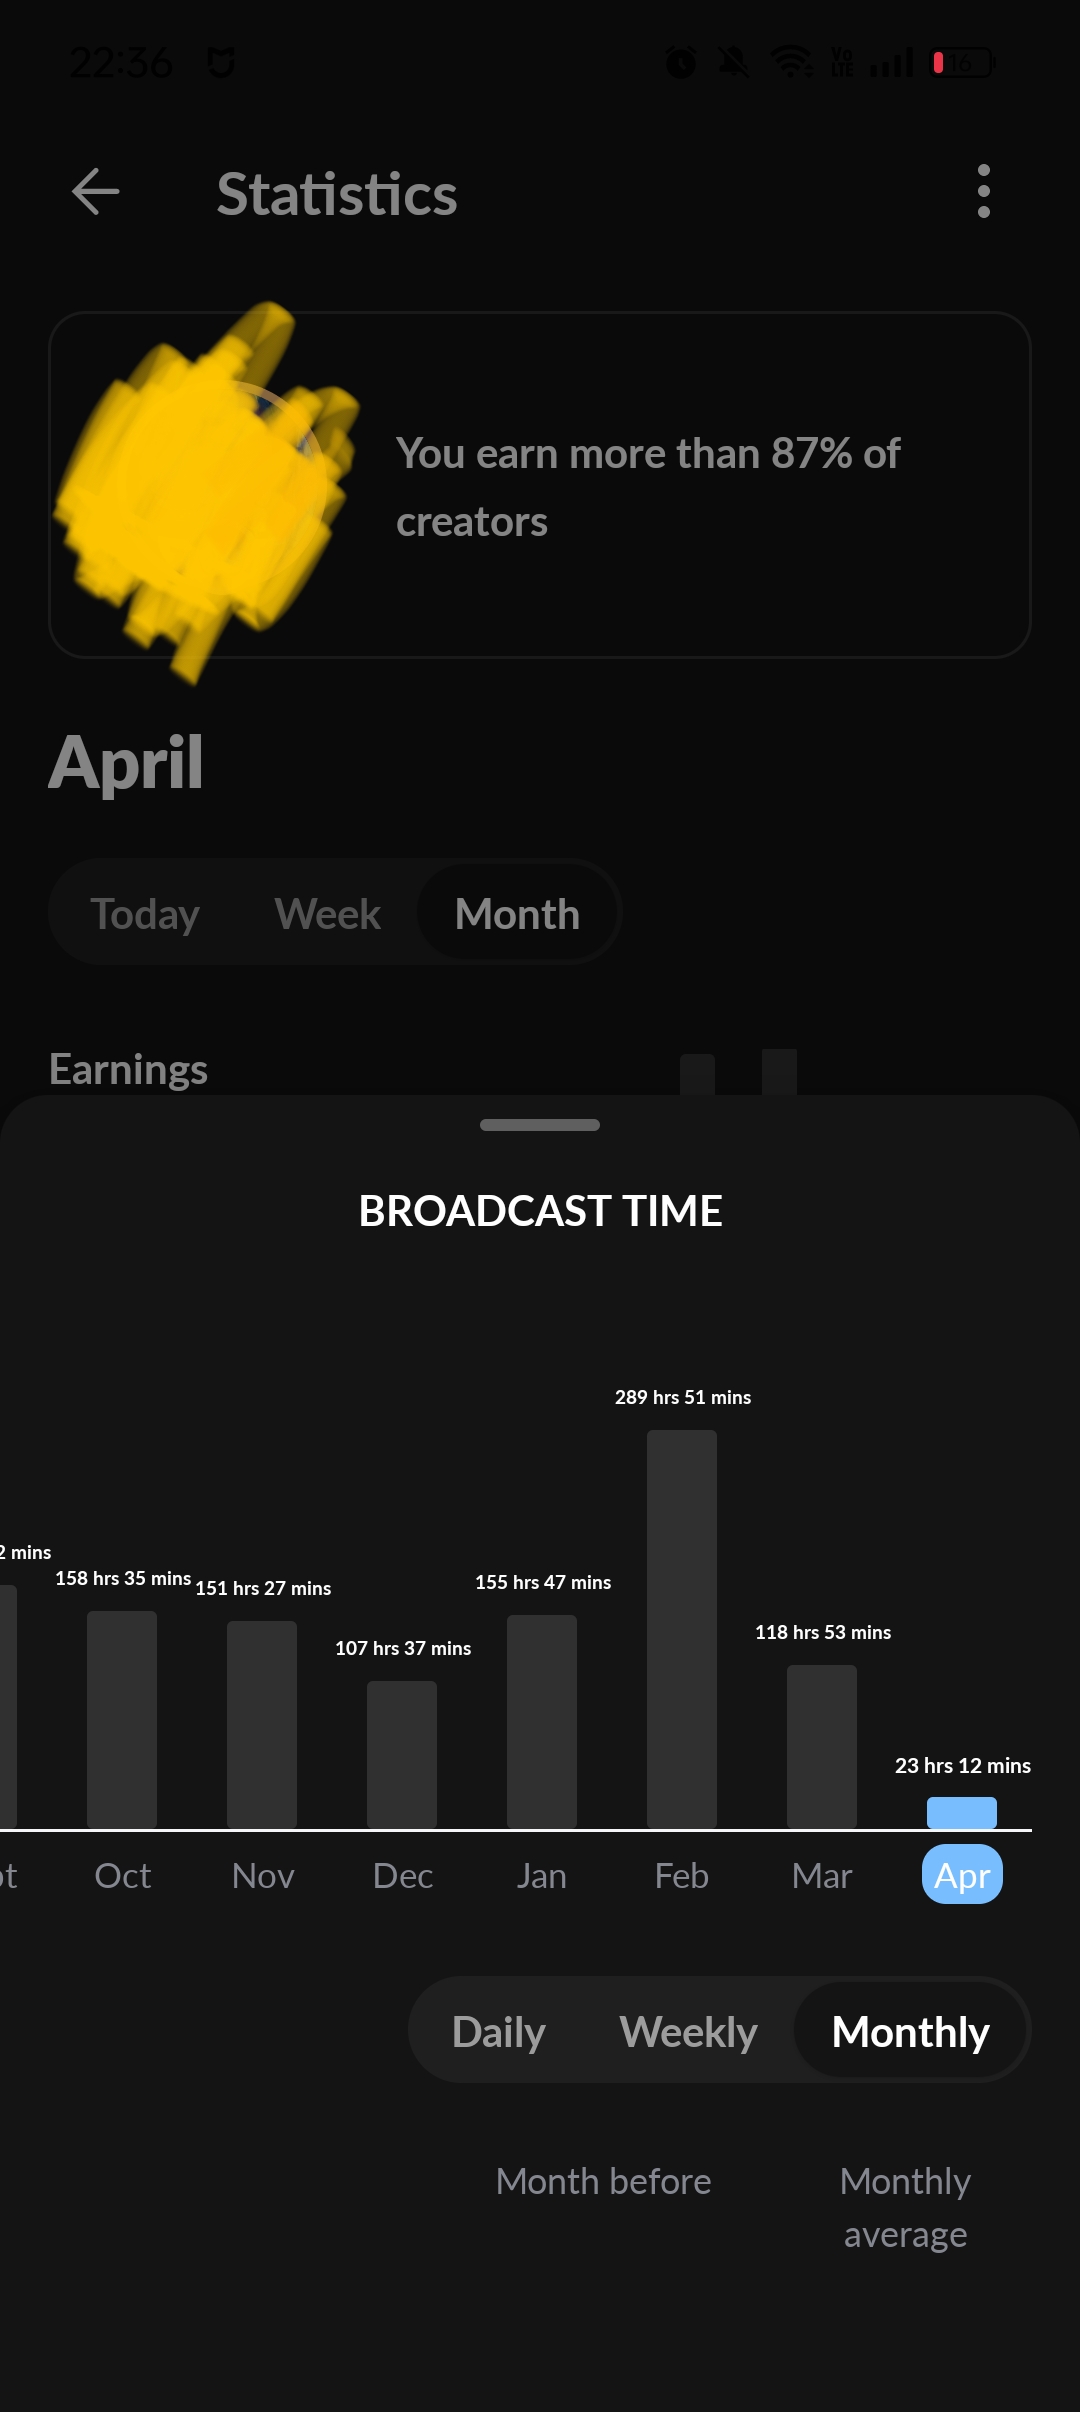 22:36
Vo
LTE
16
Statistics
You earn more than 87% of
creators
April
Today Week Month
Earnings
BROADCAST TIME
289 hrs 51 mins
2 mins
158 hrs 35 mins
151 hrs 27 mins
155 hrs 47 mins
107 hrs 37 mins
118 hrs 53 mins
23 hrs 12 mins
Oct Nov Dec Jan Feb Mar Apr
Daily Weekly Monthly
Month before Monthly
average